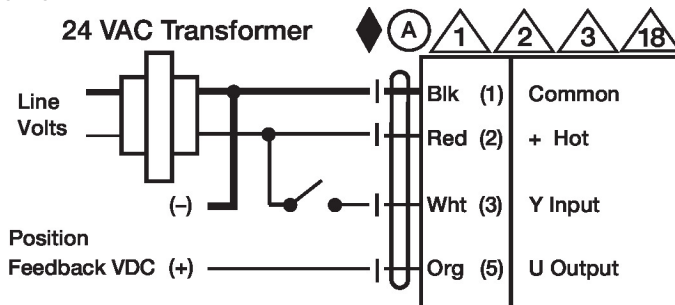 24 VAC Transformer
A 1 2 3 18
Line
Volts
Blk (1) Common
Red (2) + Hot
(–) Wht (3) Y Input
Position
Feedback VDC (+) Org (5) U Output